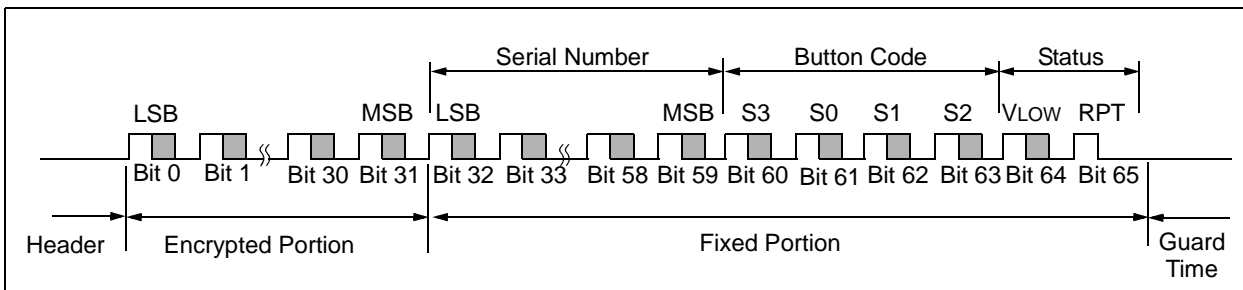 Serial Number Button Code Status
LSB MSB LSB MSB S3 S0 S1 S2 VLOW RPT
Bit 0 Bit 1 Bit 30 Bit 31 Bit 32 Bit 33 Bit 58 Bit 59 Bit 60 Bit 61 Bit 62 Bit 63 Bit 64 Bit 65
Header Encrypted Portion Fixed Portion Guard
Time